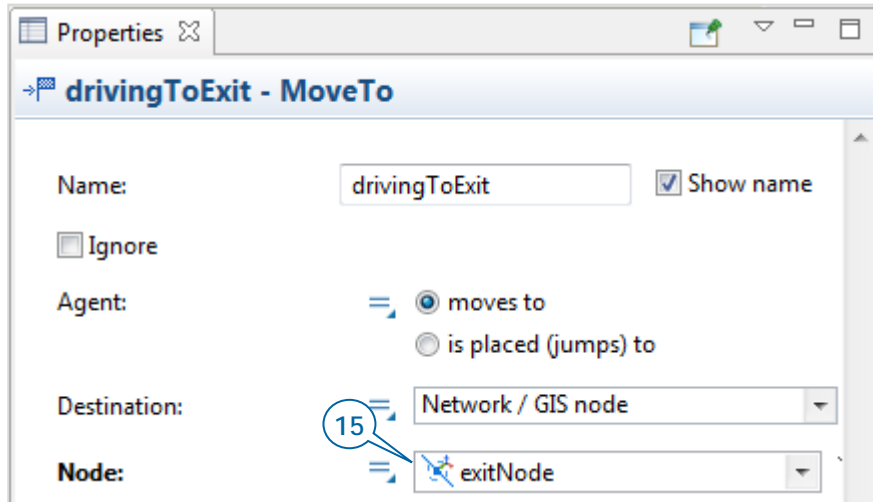 Properties
drivingToExit - MoveTo
Name: drivingToExit Show name
Ignore
Agent: moves to
is placed (jumps) to
Destination: Network / GIS node
15
Node: exitNode